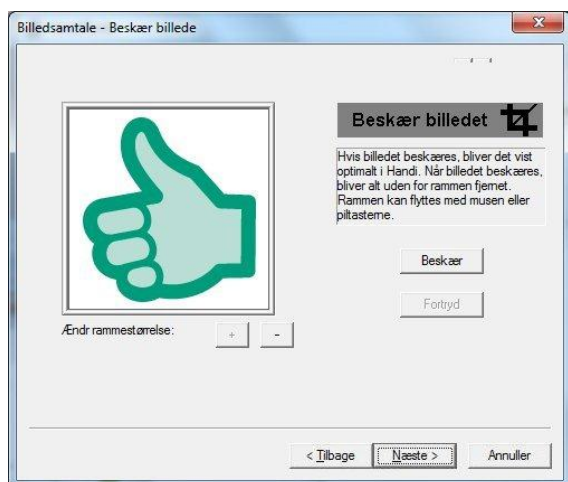 Billedsamtale - Beskær billede
Beskær billedet
Hvis billedet beskæres, bliver det vist
optimalt i Handi. Når billedet beskæres,
bliver alt uden for rammen fjernet.
Rammen kan flyttes med musen eller
piltasterne.
Beskær
Fortryd
Ændr rammestørrelse:
+
-
< Tilbage
Næste >
Annuller